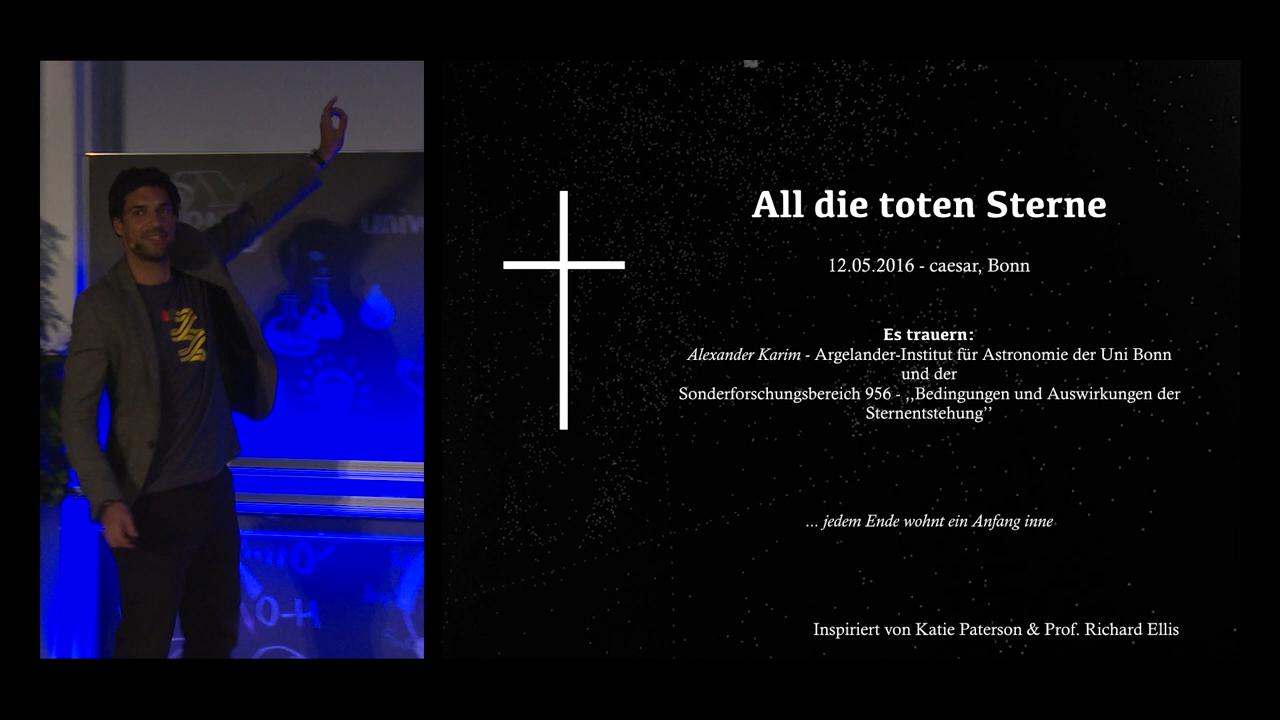 All die toten Sterne
12.05.2016 - caesar, Bonn
Es trauern:
Alexander Karim - Argelander-Institut für Astronomie der Uni Bonn
und der
Sonderforschungsbereich 956 - ,,Bedingungen und Auswirkungen der
Sternentstehung’’
... jedem Ende wohnt ein Anfang inne
Inspiriert von Katie Paterson & Prof. Richard Ellis